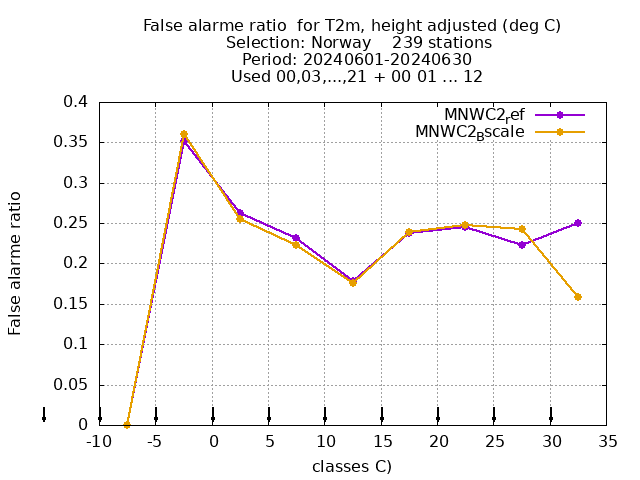 False alarme ratio  for T2m, height adjusted (deg C)
Selection: Norway    239 stations
Period: 20240601-20240630
Used 00,03,...,21 + 00 01 ... 12
MNWC2ref
MNWC2Bscale
False alarme ratio
0.4
0.35
0.3
0.25
0.2
0.15
0.1
0.05
0
-10 -5 0 5 10 15 20 25 30 35
classes C)